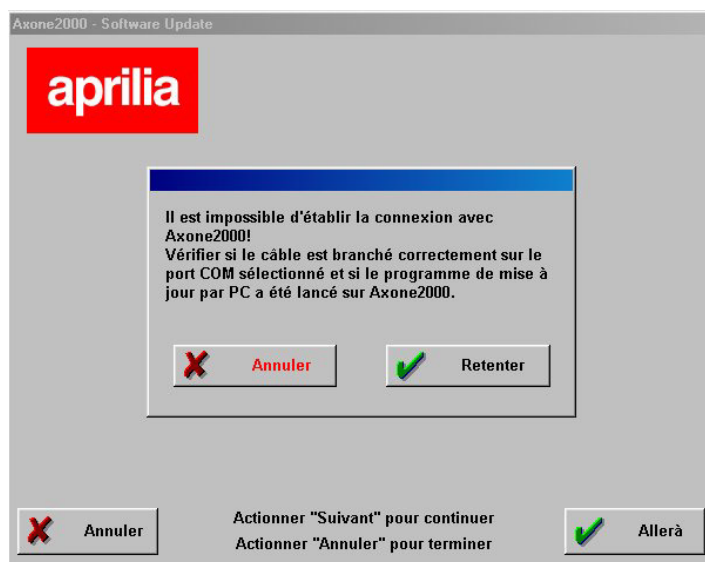 Axone2000 - Software Update
aprilia
Il est impossible d'établir la connexion avec
Axone2000!
Vérifier si le câble est branché correctement sur le
port COM sélectionné et si le programme de mise à
jour par PC a été lancé sur Axone2000.
Annuler
Retenter
Annuler
Actionner "Suivant" pour continuer
Actionner "Annuler" pour terminer
Allerà